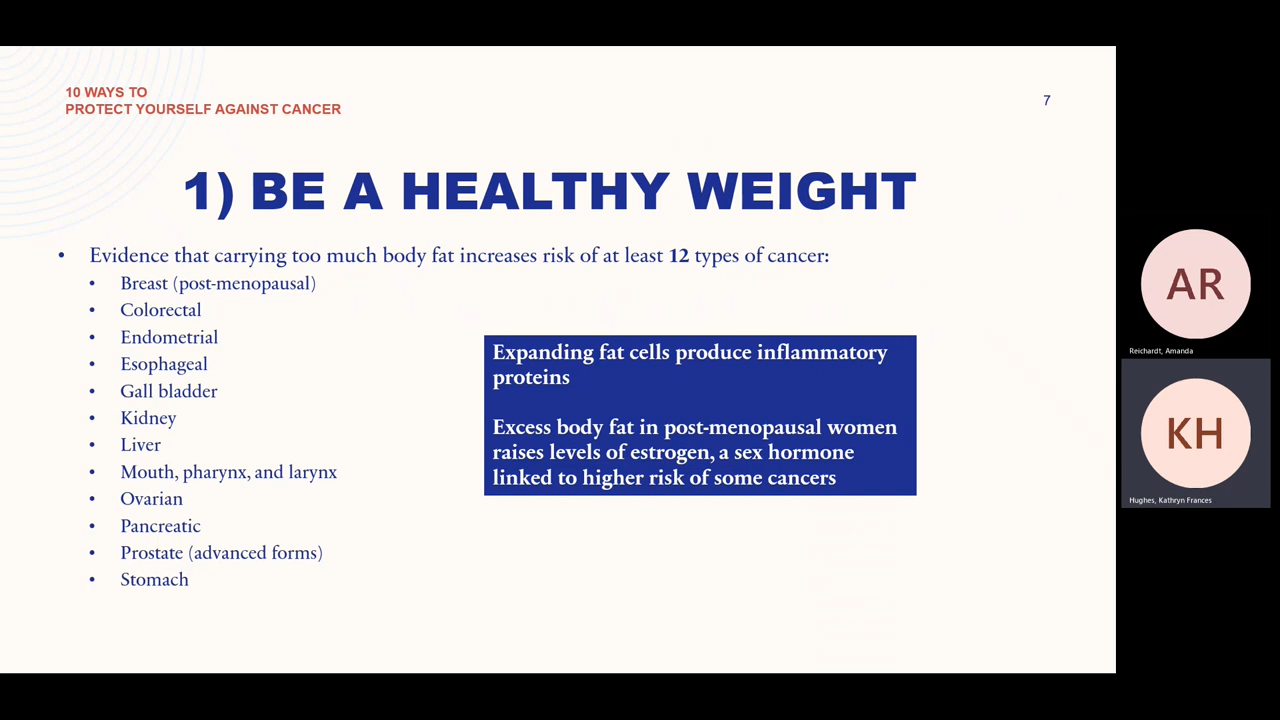 10 WAYS TO
PROTECT YOURSELF AGAINST CANCER
7
1) BE A HEALTHY WEIGHT
• Evidence that carrying too much body fat increases risk of at least 12 types of cancer:
• Breast (post-menopausal)
• Colorectal
• Endometrial
• Esophageal
• Gall bladder
• Kidney
• Liver
• Mouth, pharynx, and larynx
• Ovarian
• Pancreatic
• Prostate (advanced forms)
• Stomach
Expanding fat cells produce inflammatory
proteins
Excess body fat in post-menopausal women
raises levels of estrogen, a sex hormone
linked to higher risk of some cancers
AR
Reichardt, Amanda
KH
Hughes, Kathryn Frances